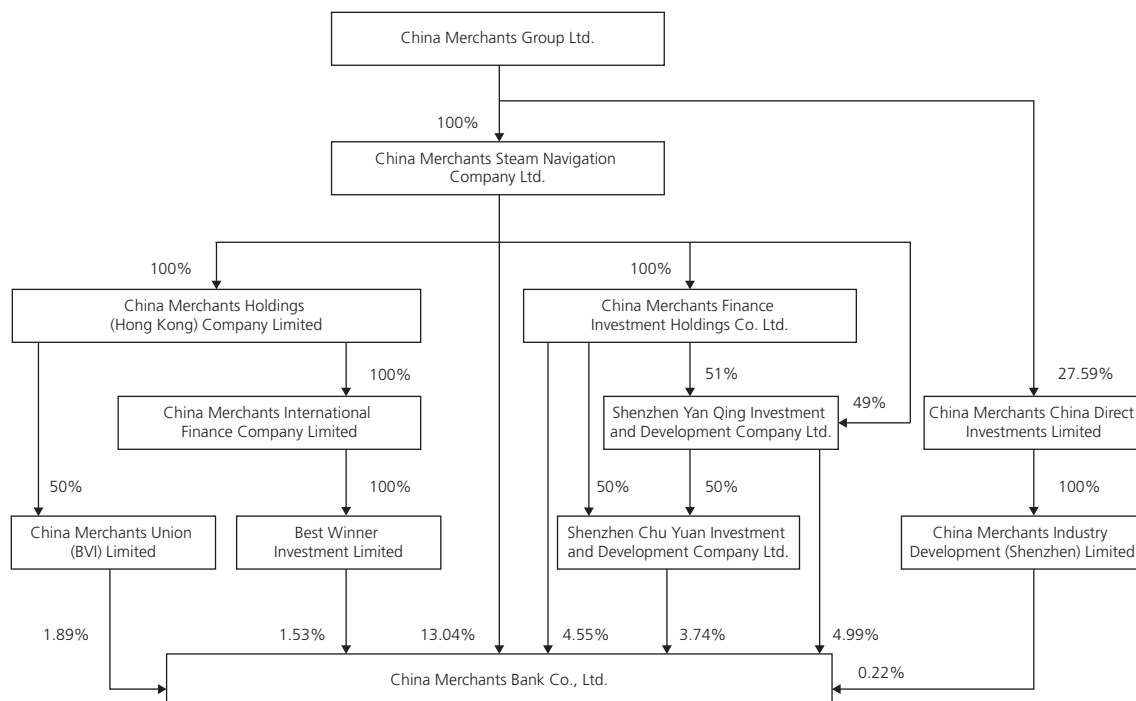 China Merchants Group Ltd.
100%
China Merchants Steam Navigation
Company Ltd.
100%
100%
China Merchants Holdings
(Hong Kong) Company Limited
China Merchants Finance
Investment Holdings Co. Ltd.
100%
51%
27.59%
China Merchants International
Finance Company Limited
Shenzhen Yan Qing Investment
and Development Company Ltd.
49%
China Merchants China Direct
Investments Limited
50%
100%
50%
50%
100%
China Merchants Union
(BVI) Limited
Best Winner
Investment Limited
Shenzhen Chu Yuan Investment
and Development Company Ltd.
China Merchants Industry
Development (Shenzhen) Limited
1.89%
1.53%
13.04%
4.55%
3.74%
4.99%
0.22%
China Merchants Bank Co., Ltd.